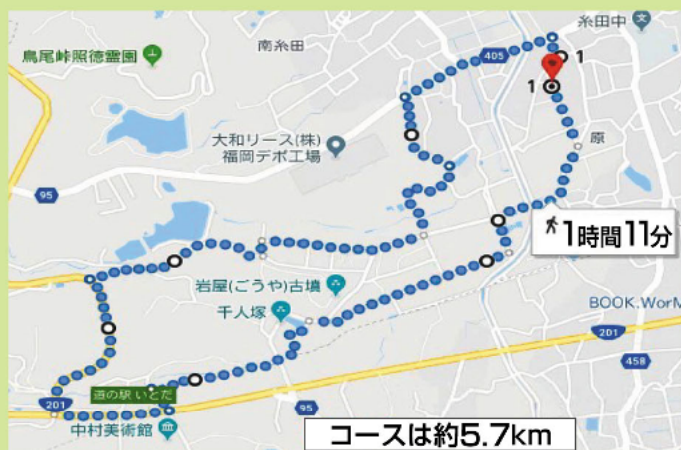 糸田中
南糸田
鳥尾峠照徳霊園
405
1
1
大和リース(株)
福岡デポ工場
原
95
1時間11分
岩屋(ごうや)古墳
千人塚
BOOK.WorM
201
458
道の駅 いとだ
201
95
中村美術館
コースは約5.7km